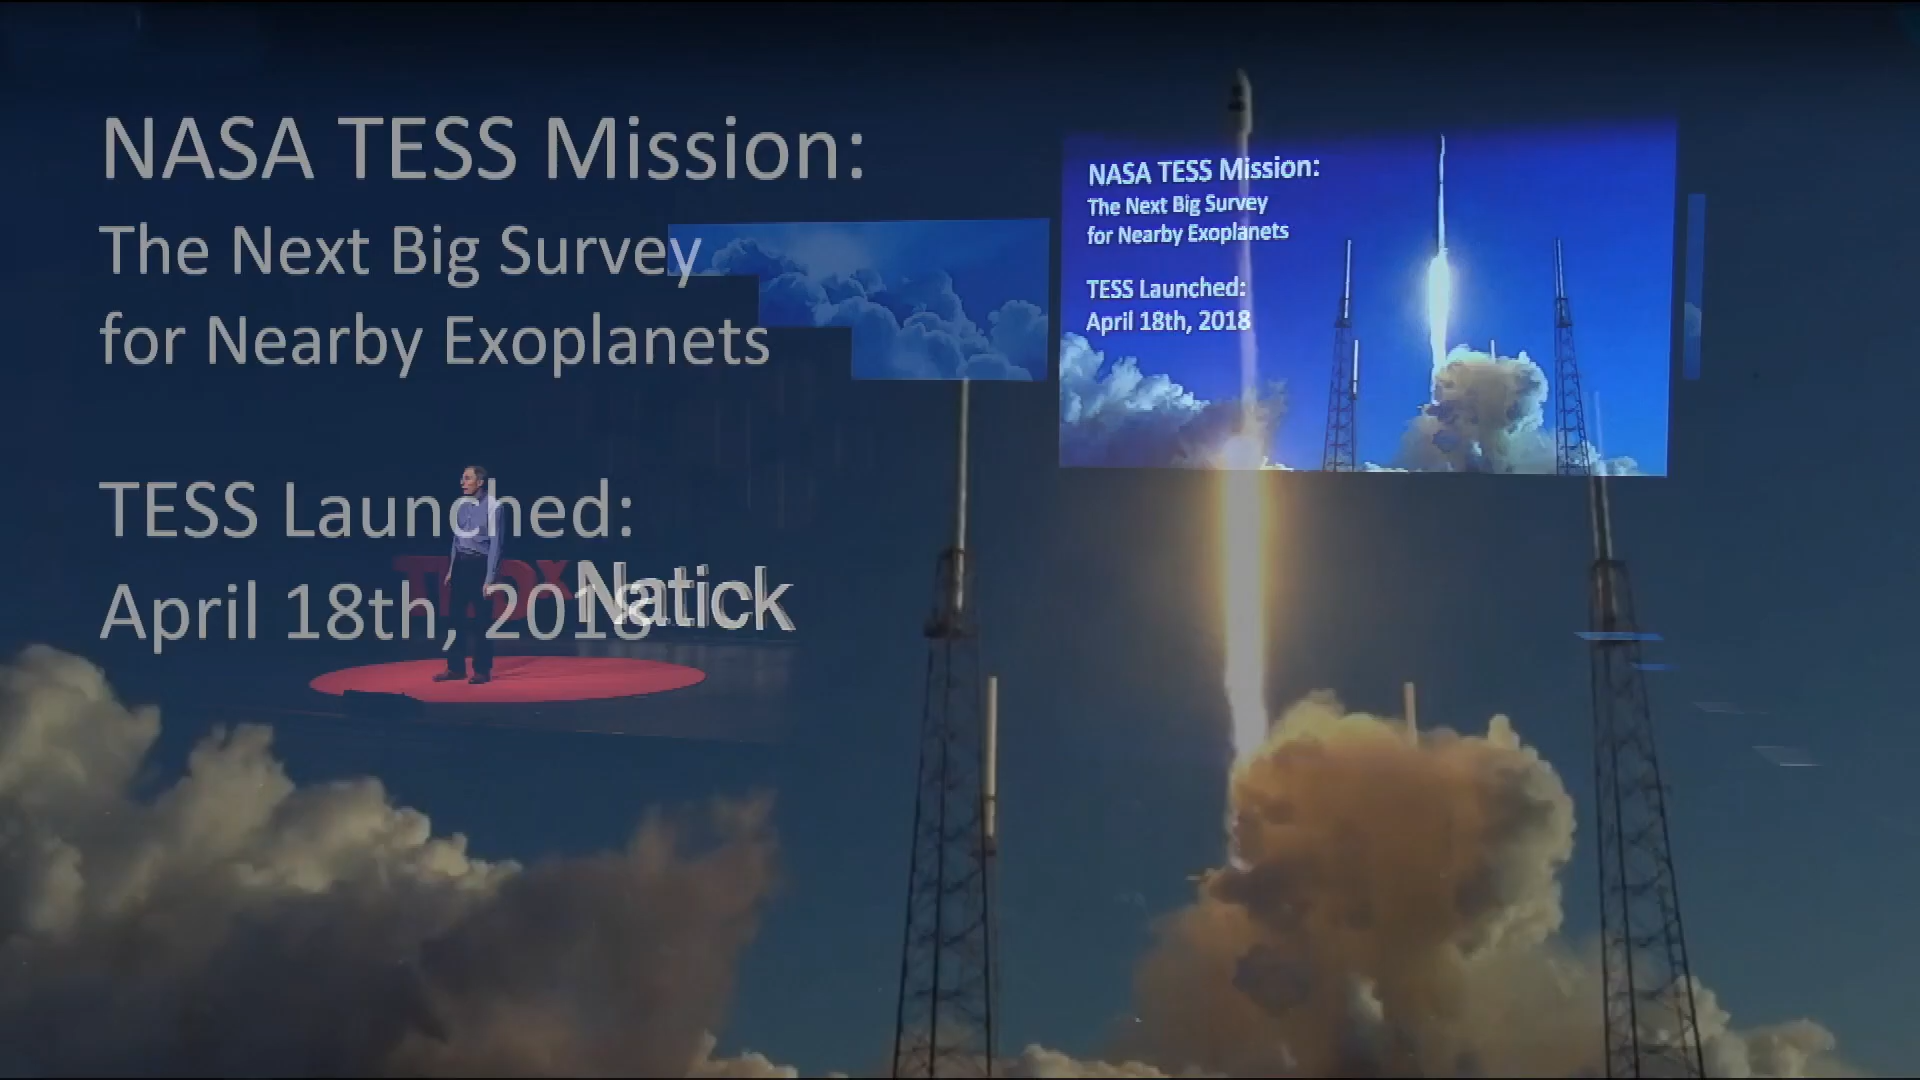 NASA TESS Mission:
The Next Big Survey
for Nearby Exoplanets
TESS Launched:
April 18th, 2018
NASA TESS Mission:
The Next Big Survey
for Nearby Exoplanets
TESS Launched:
April 18th, 2018
TEDx Natick